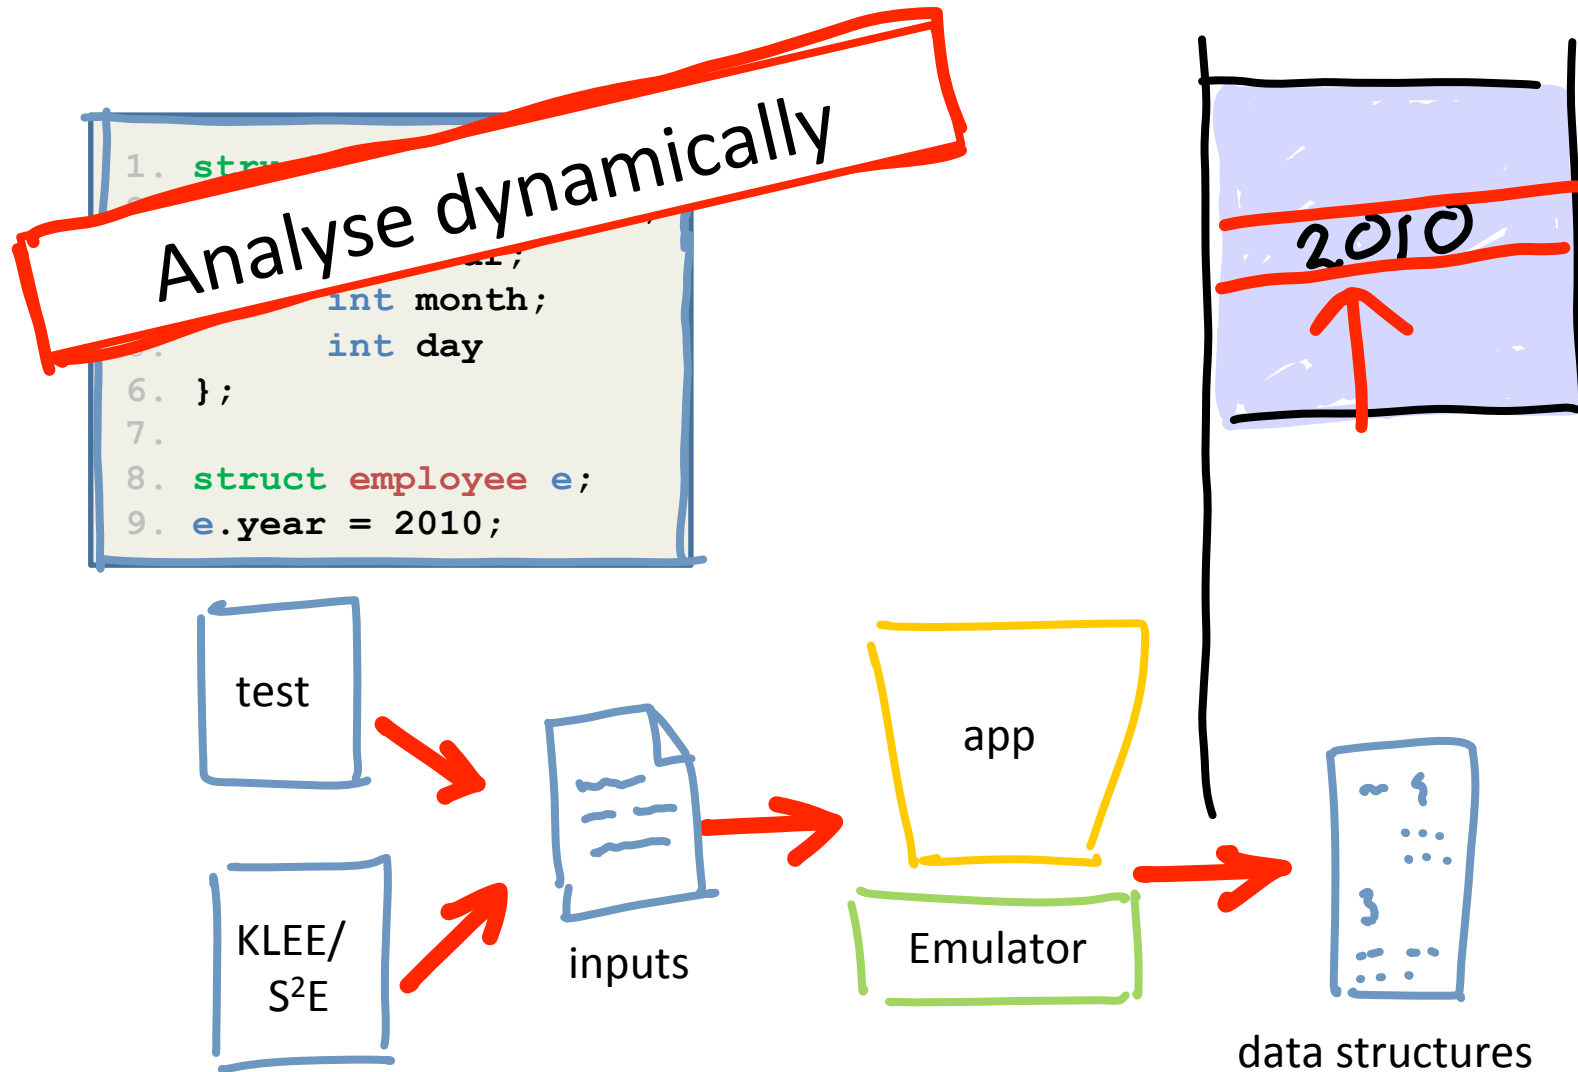 Analyse dynamically
1. stru
int month;
int day
6. };
7.
8. struct employee e;
9. e.year = 2010;
2010
test
KLEE/
S²E
inputs
app
Emulator
data structures